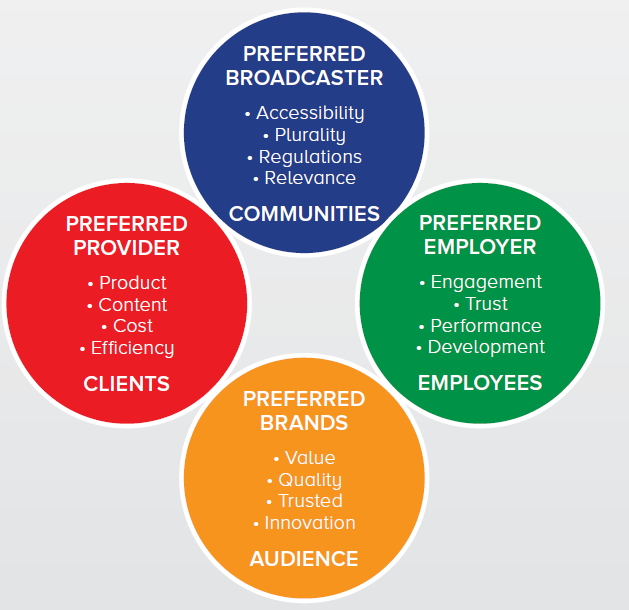 PREFERRED
BROADCASTER
• Accessibility
• Plurality
• Regulations
• Relevance
COMMUNITIES
PREFERRED
PROVIDER
• Product
• Content
• Cost
• Efficiency
CLIENTS
PREFERRED
EMPLOYER
• Engagement
• Trust
• Performance
• Development
EMPLOYEES
PREFERRED
BRANDS
• Value
• Quality
• Trusted
• Innovation
AUDIENCE